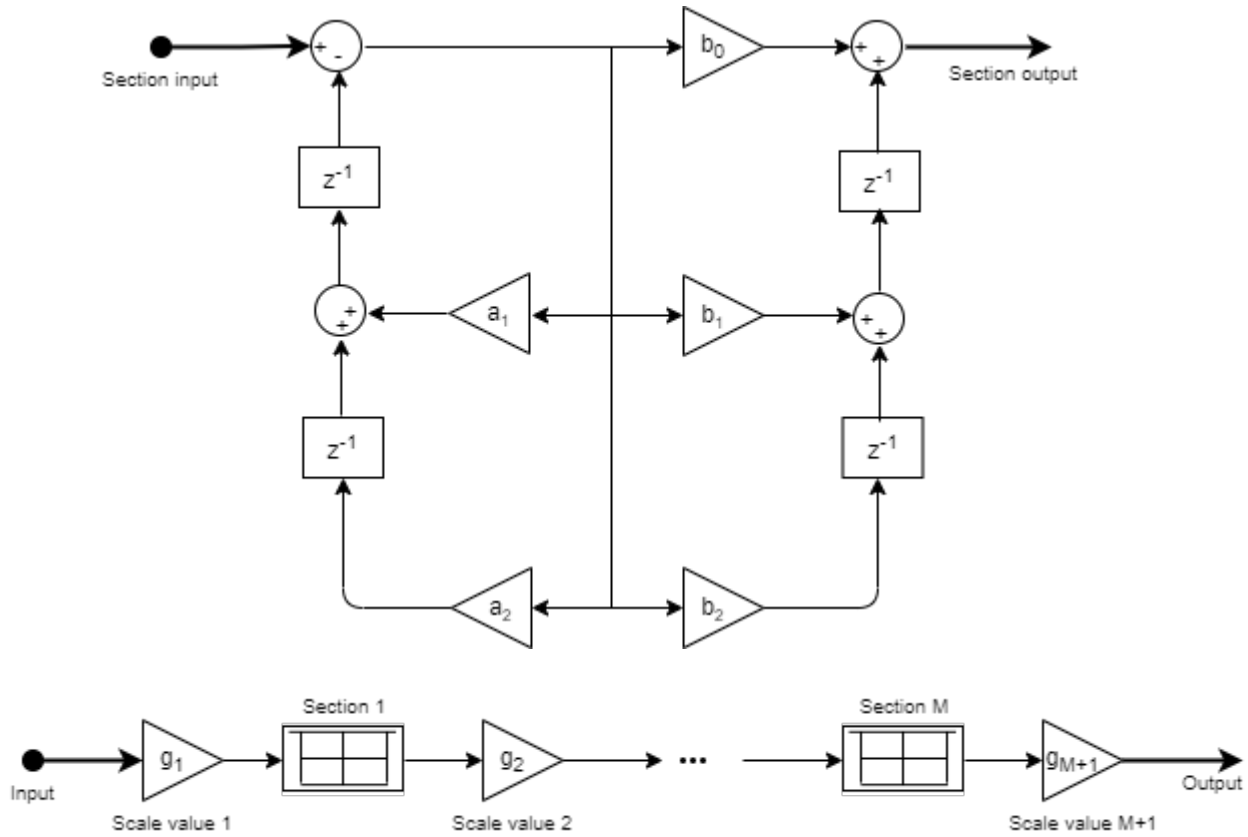 +
-
b0
+
+
Section input
Section output
z-1
z-1
+
+
a1
b1
+
+
z-1
z-1
a2
b2
Section 1
Section M
g1
g2
...
gM+1
Input
Output
Scale value 1
Scale value 2
Scale value M+1